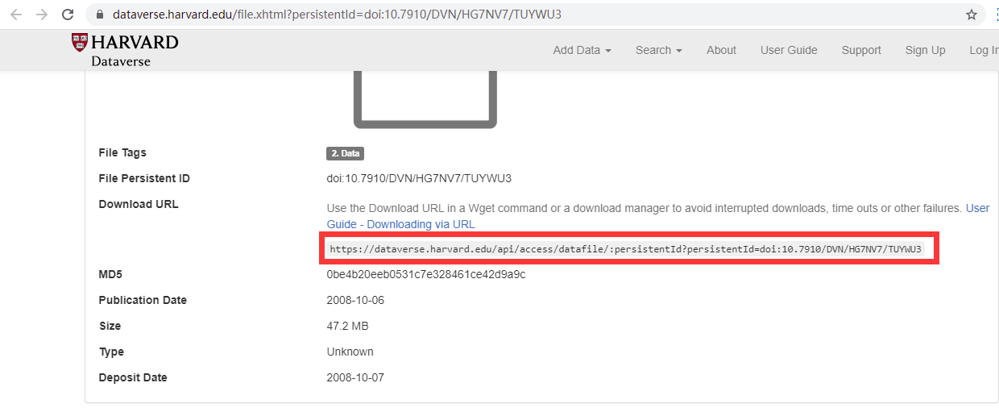 dataverse.harvard.edu/file.xhtml?persistentId=doi:10.7910/DVN/HG7NV7/TUYWU3
HARVARD
Dataverse
Add Data Search About User Guide Support Sign Up Log In
File Tags 2. Data
File Persistent ID doi:10.7910/DVN/HG7NV7/TUYWU3
Download URL Use the Download URL in a Wget command or a download manager to avoid interrupted downloads, time outs or other failures. User
Guide - Downloading via URL
https://dataverse.harvard.edu/api/access/datafile/:persistentId?persistentId=doi:10.7910/DVN/HG7NV7/TUYWU3
MD5 0be4b20eeb0531c7e328461ce42d9a9c
Publication Date 2008-10-06
Size 47.2 MB
Type Unknown
Deposit Date 2008-10-07